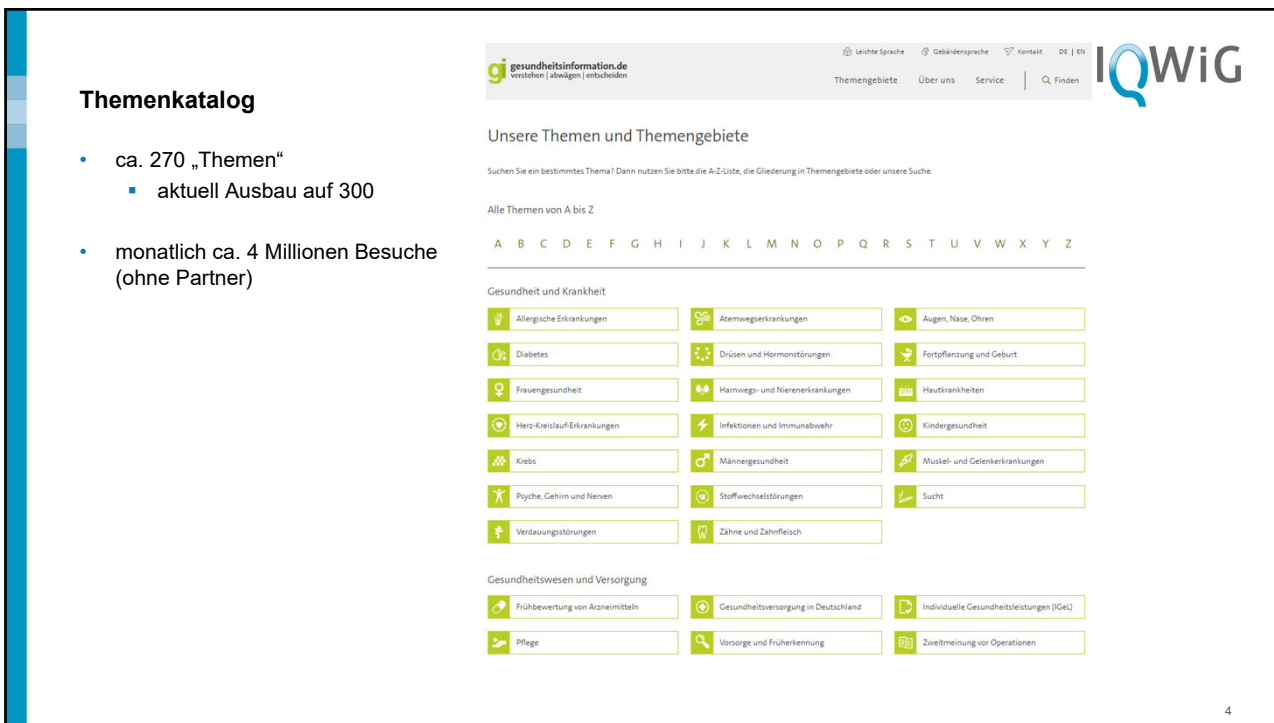 Themenkatalog
• ca. 270 „Themen“
▪ aktuell Ausbau auf 300
• monatlich ca. 4 Millionen Besuche
(ohne Partner)
Leichte Sprache Gebärdensprache Kontakt DE | EN
gi gesundheitsinformation.de
verstehen | abwägen | entscheiden
Themengebiete Über uns Service | Finden
IQWiG
Unsere Themen und Themengebiete
Suchen Sie ein bestimmtes Thema? Dann nutzen Sie bitte die A-Z-Liste, die Gliederung in Themengebiete oder unsere Suche.
Alle Themen von A bis Z
A B C D E F G H I J K L M N O P Q R S T U V W X Y Z
Gesundheit und Krankheit
Allergische Erkrankungen
Atemwegserkrankungen
Augen, Nase, Ohren
Diabetes
Drüsen und Hormonstörungen
Fortpflanzung und Geburt
Frauengesundheit
Harnwegs- und Nierenerkrankungen
Hautkrankheiten
Herz-Kreislauf-Erkrankungen
Infektionen und Immunabwehr
Kindergesundheit
Krebs
Männergesundheit
Muskel- und Gelenkerkrankungen
Psyche, Gehirn und Nerven
Stoffwechselstörungen
Sucht
Verdauungsstörungen
Zähne und Zahnfleisch
Gesundheitswesen und Versorgung
Frühbewertung von Arzneimitteln
Gesundheitsversorgung in Deutschland
Individuelle Gesundheitsleistungen (IGeL)
Pflege
Vorsorge und Früherkennung
Zweitmeinung vor Operationen
4